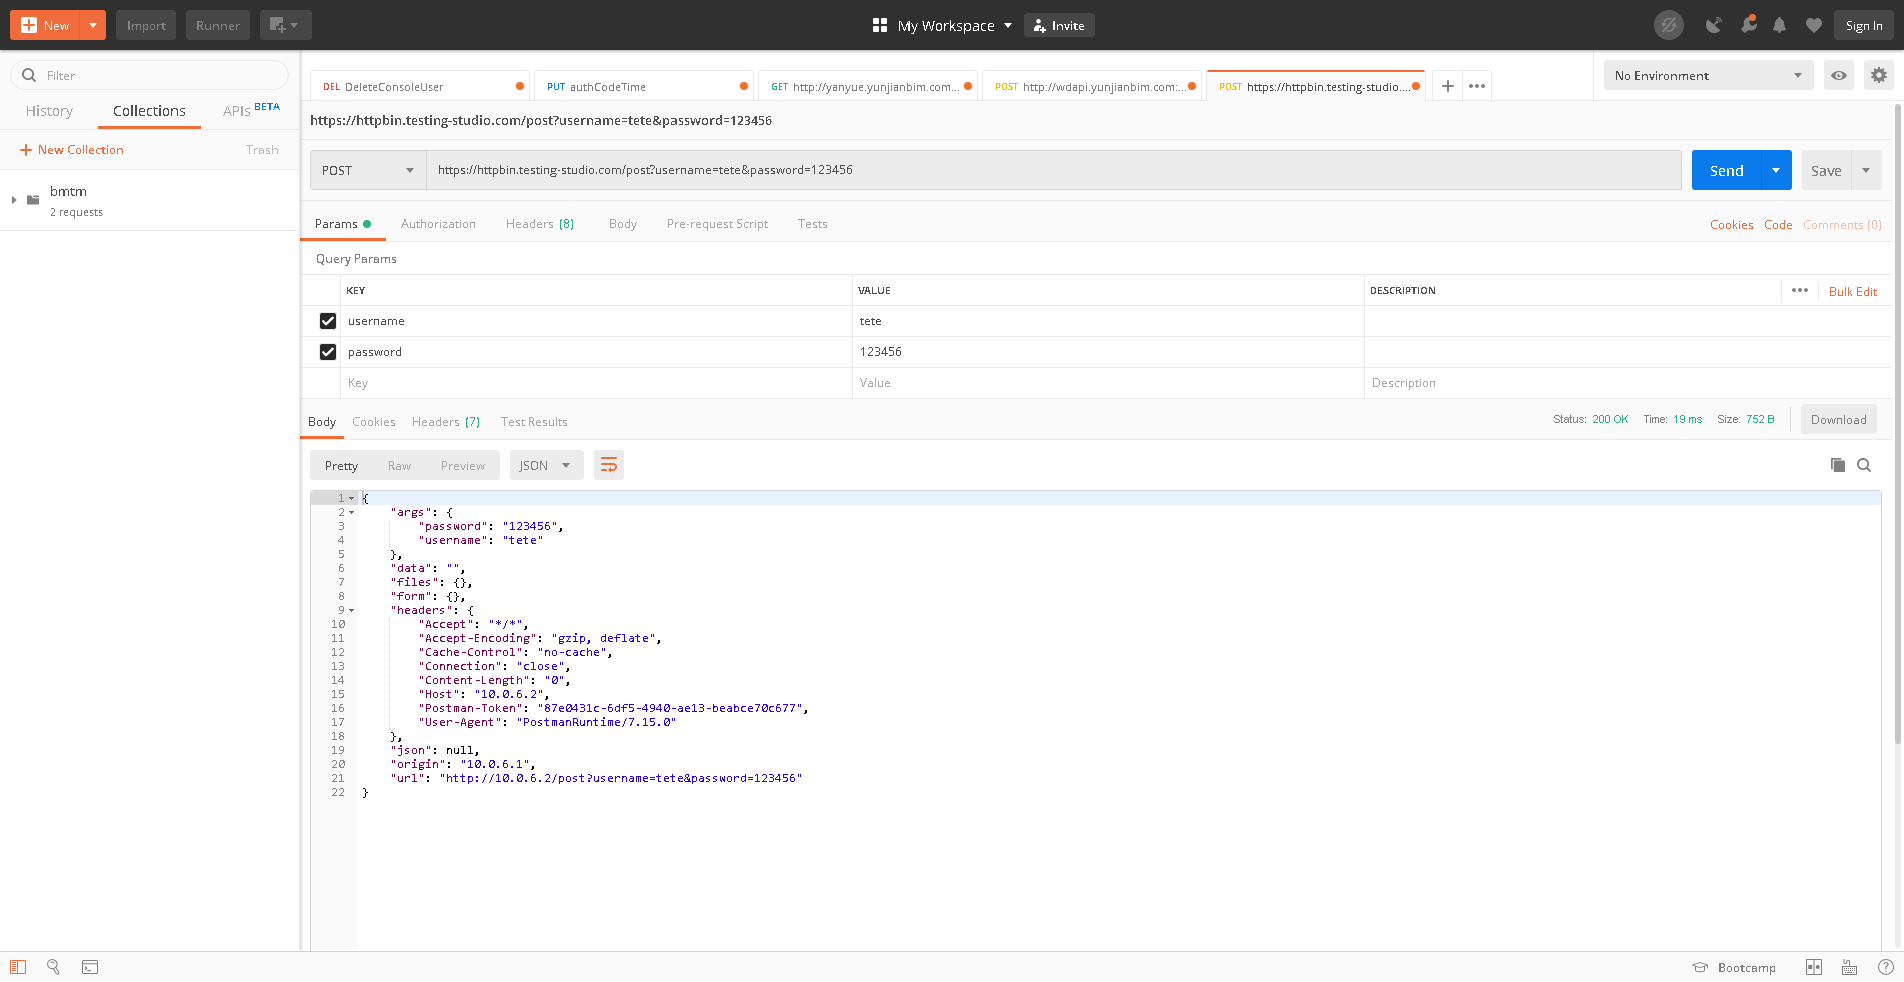 New Import Runner My Workspace Invite Sign In
Filter
DEL DeleteConsoleUser PUT authCodeTime GET http://yanyue.yunjianbim.com... POST http://wdapi.yunjianbim.com:... POST https://httpbin.testing-studio.... No Environment
History Collections APIs BETA
https://httpbin.testing-studio.com/post?username=tete&password=123456
New Collection Trash
POST https://httpbin.testing-studio.com/post?username=tete&password=123456 Send Save
bmtm
2 requests
Params Authorization Headers (8) Body Pre-request Script Tests Cookies Code Comments (0)
Query Params
KEY VALUE DESCRIPTION Bulk Edit
username tete
password 123456
Key Value Description
Body Cookies Headers (7) Test Results Status: 200 OK Time: 19 ms Size: 752 B Download
Pretty Raw Preview JSON
1 {
2 "args": {
3 "password": "123456",
4 "username": "tete"
5 },
6 "data": "",
7 "files": {},
8 "form": {},
9 "headers": {
10 "Accept": "*/*",
11 "Accept-Encoding": "gzip, deflate",
12 "Cache-Control": "no-cache",
13 "Connection": "close",
14 "Content-Length": "0",
15 "Host": "10.0.6.2",
16 "Postman-Token": "87e0431c-6df5-4940-ae13-beabce70c677",
17 "User-Agent": "PostmanRuntime/7.15.0"
18 },
19 "json": null,
20 "origin": "10.0.6.1",
21 "url": "http://10.0.6.2/post?username=tete&password=123456"
22 }
Bootcamp